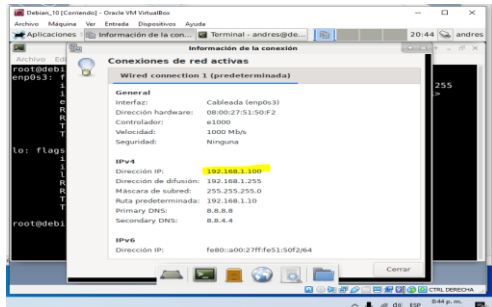 Debian_10 [Corriendo] - Oracle VM VirtualBox
Archivo Máquina Ver Entrada Dispositivos Ayuda
Aplicaciones Información de la con... Terminal - andres@de... 20:44 andres
Información de la conexión
Archivo Ed
Conexiones de red activas
root@debi
enp0s3: f
255
Wired connection 1 (predeterminada)
General
Interfaz: Cableada (enp0s3)
Dirección hardware: 08:00:27:51:50:F2
Controlador: e1000
Velocidad: 1000 Mb/s
Seguridad: Ninguna
lo: flags
IPv4
Dirección IP: 192.168.1.100
Dirección de difusión: 192.168.1.255
Máscara de subred: 255.255.255.0
Ruta predeterminada: 192.168.1.10
Primary DNS: 8.8.8.8
Secondary DNS: 8.8.4.4
root@debi
IPv6
Dirección IP: fe80::a00:27ff:fe51:50f2/64
Cerrar
CTRL DERECHA
ESP 8:44 p. m.